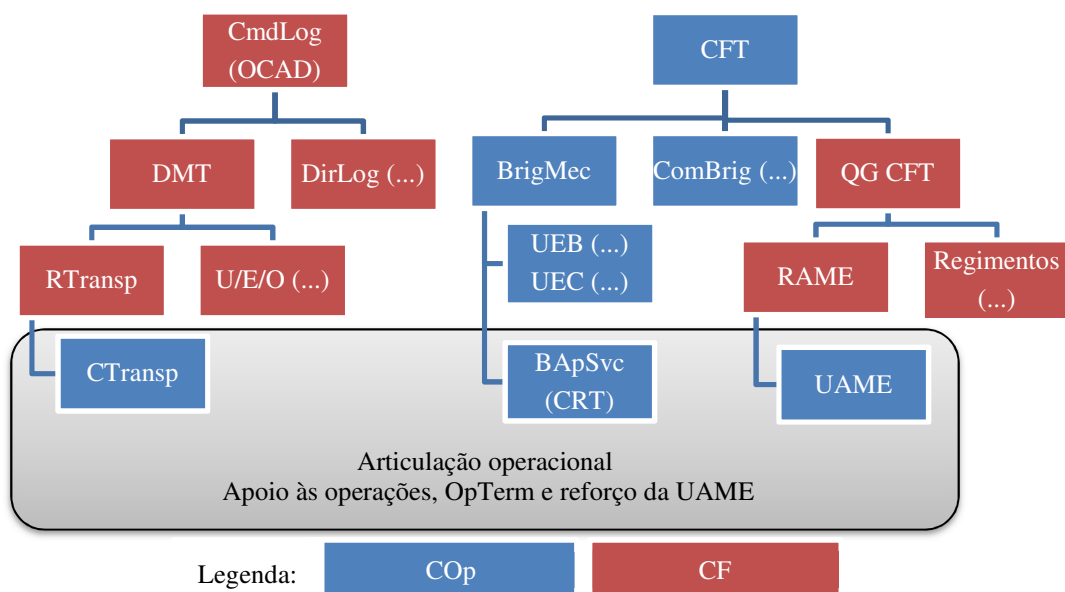 CmdLog
(OCAD)
CFT
DMT
DirLog (...)
BrigMec
ComBrig (...)
QG CFT
RTransp
U/E/O (...)
UEB (...)
UEC (...)
RAME
Regimentos
(...)
CTransp
BApSvc
(CRT)
UAME
Articulação operacional
Apoio às operações, OpTerm e reforço da UAME
Legenda:
COp
CF